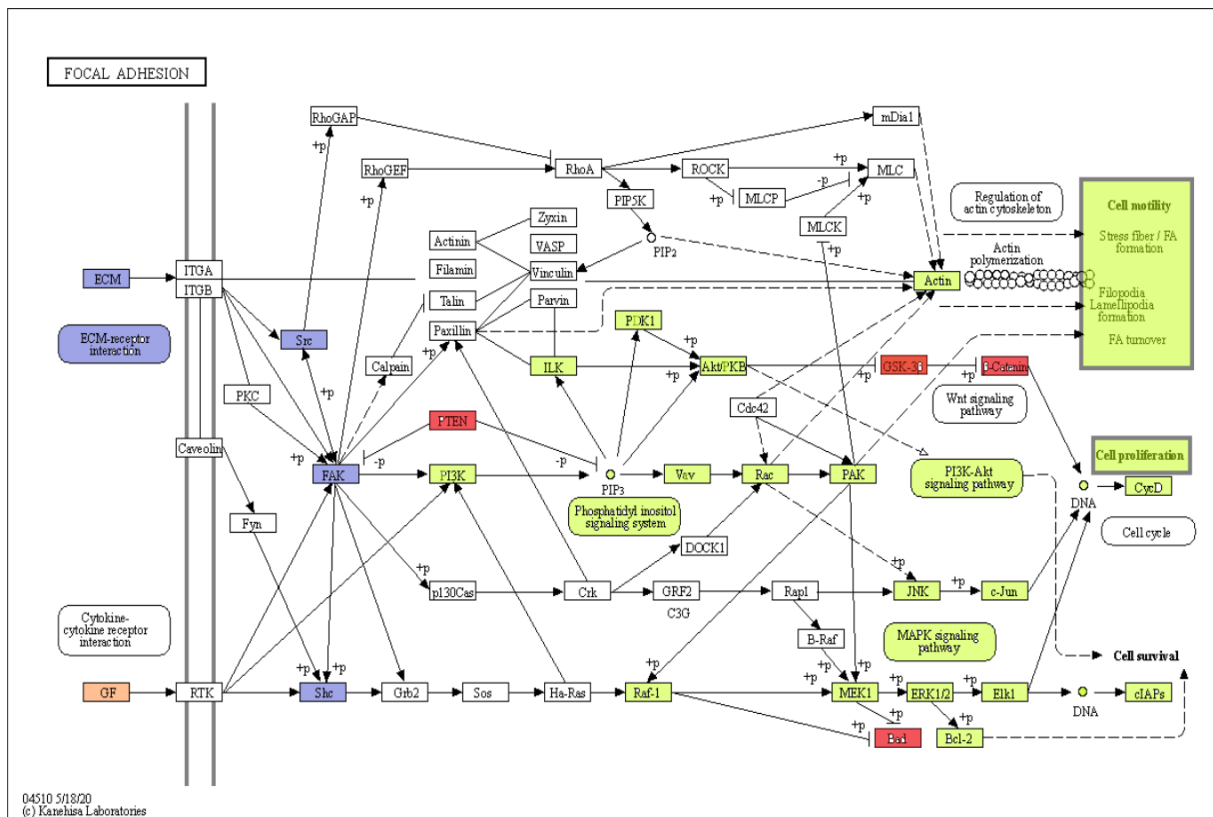 FOCAL ADHESION
RhoGAP
mDia1
+p
RhoGEF
RhoA
ROCK
+p
MLC
-p
+p
MLCP
+p
PIP5K
MLCK
+p
Regulation of
actin cytoskeleton
Cell motility
Stress fiber / FA
formation
Zyxin
Actinin
VASP
PIP2
Actin
polymerization
ECM
ITGA
ITGB
Filamin
Vinculin
Actin
Filopodia
Lamellipodia
formation
Talin
Parvin
FA turnover
ECM-receptor
interaction
Src
+p
Paxillin
+p
PDK1
+p
Calpain
ILK
+p
Akt/PKB
GSK-3β
+p
β-Catenin
PKC
Cdc42
Wnt signaling
pathway
PTEN
Caveolin
+p
-p
-p
FAK
PI3K
PIP3
Vav
Rac
PAK
PI3K-Akt
signaling pathway
Cell proliferation
DNA
CycD
Phosphatidyl inositol
signaling system
Fyn
DOCK1
Cell cycle
+p
p130Cas
Crk
GRF2
C3G
Rap1
+p
JNK
+p
c-Jun
Cytokine-
cytokine receptor
interaction
B-Raf
MAPK signaling
pathway
Cell survival
+p
+p
+p
+p
+p
GF
RTK
Shc
Grb2
Sos
Ha-Ras
Raf-1
+p
MEK1
+p
ERK1/2
+p
Elk1
DNA
cIAPs
+p
+p
+p
Bad
Bcl-2
04510 5/18/20
(c) Kanehisa Laboratories